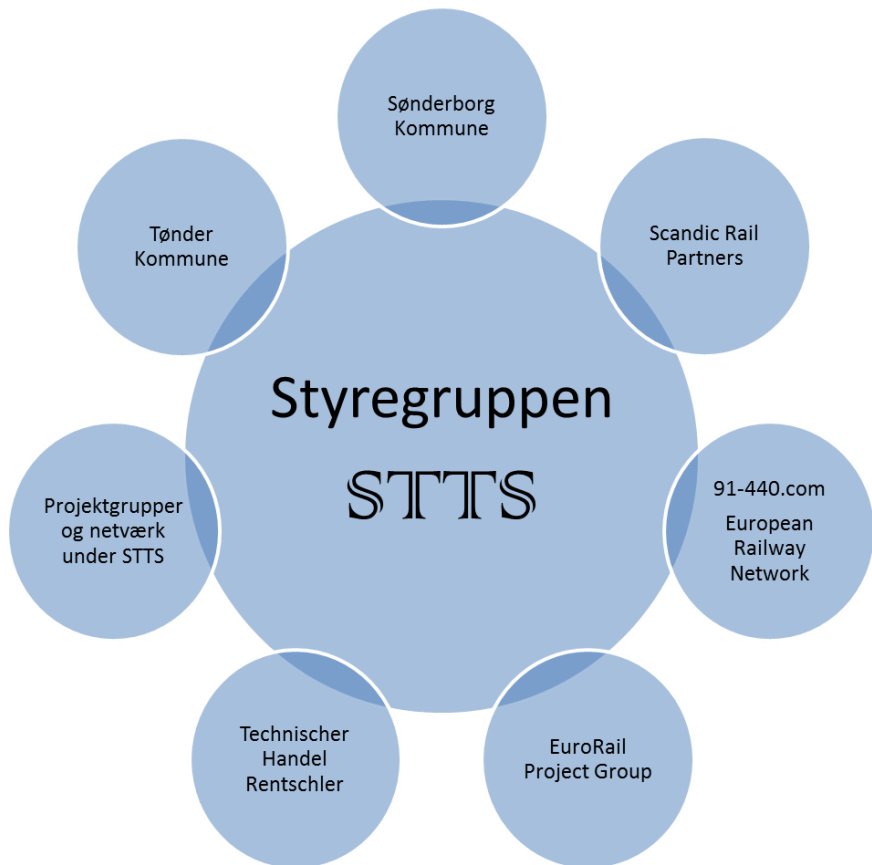 Sønderborg
Kommune
Scandic Rail
Partners
91-440.com
European
Railway
Network
EuroRail
Project Group
Technischer
Handel
Rentschler
Projektgrupper
og netværk
under STTS
Tønder
Kommune
Styregruppen
STTS